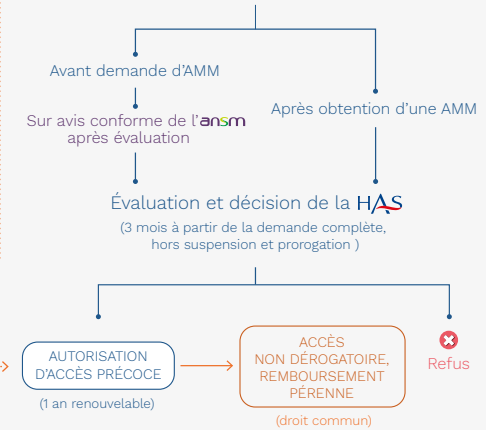 Avant demande d'AMM
Sur avis conforme de l'ansm
après évaluation
Après obtention d'une AMM
Évaluation et décision de la HAS
(3 mois à partir de la demande complète,
hors suspension et prorogation )
AUTORISATION
D'ACCÈS PRÉCOCE
(1 an renouvelable)
ACCÈS
NON DÉROGATOIRE,
REMBOURSEMENT
PÉRENNE
(droit commun)
Refus